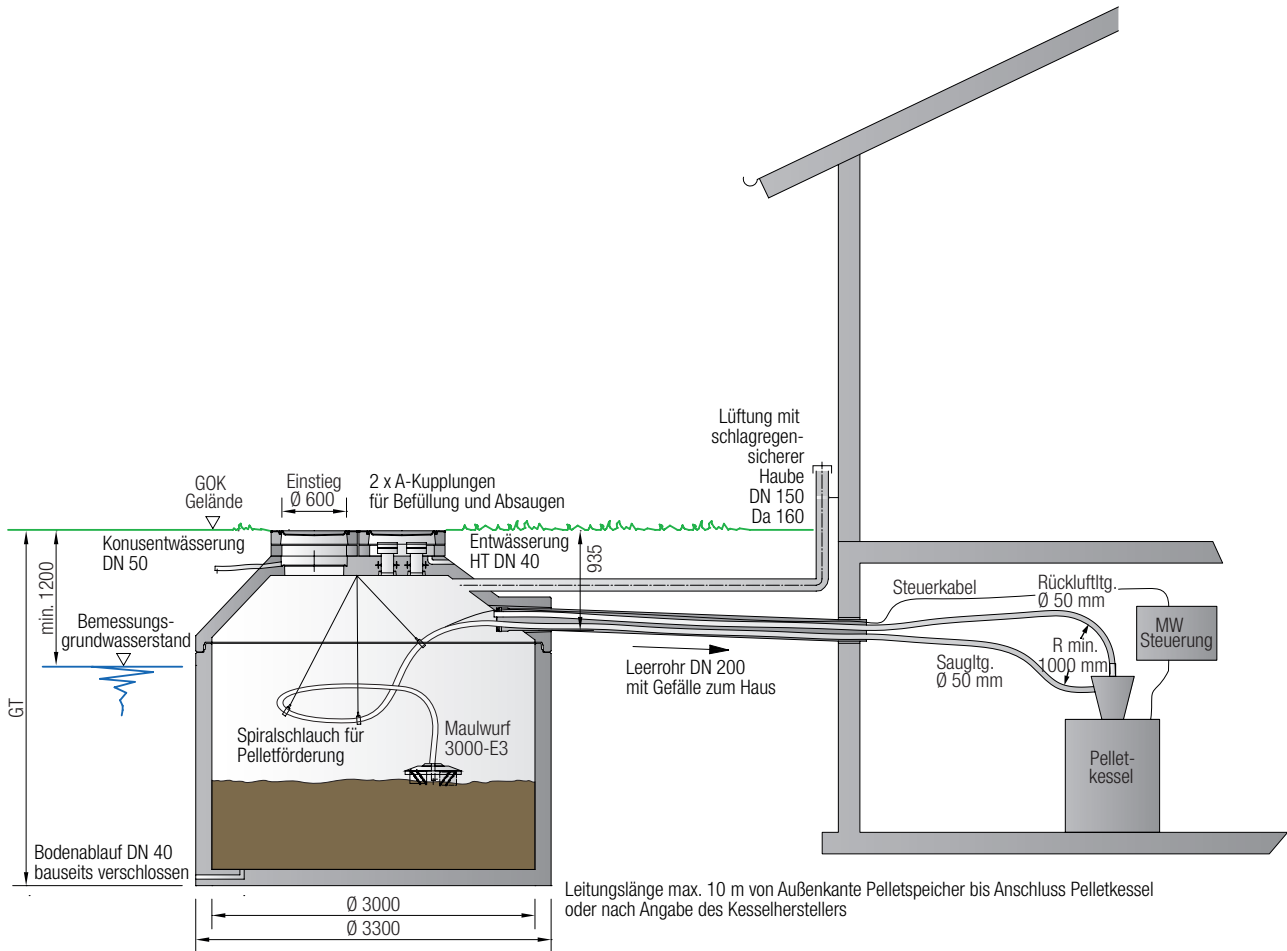 Lüftung mit
schlagregen-
sicherer
Haube
DN 150
Da 160
GOK
Gelände
Einstieg
Ø 600
2 x A-Kupplungen
für Befüllung und Absaugen
Konusentwässerung
DN 50
Entwässerung
HT DN 40
935
min. 1200
Bemessungs-
grundwasserstand
GT
Steuerkabel
Rückluftltg.
Ø 50 mm
MW
Steuerung
R min.
1000 mm
Saugltg.
Ø 50 mm
Leerrohr DN 200
mit Gefälle zum Haus
Spiralschlauch für
Pelletförderung
Maulwurf
3000-E3
Pellet-
kessel
Bodenablauf DN 40
bauseits verschlossen
Leitungslänge max. 10 m von Außenkante Pelletspeicher bis Anschluss Pelletkessel
oder nach Angabe des Kesselherstellers
Ø 3000
Ø 3300